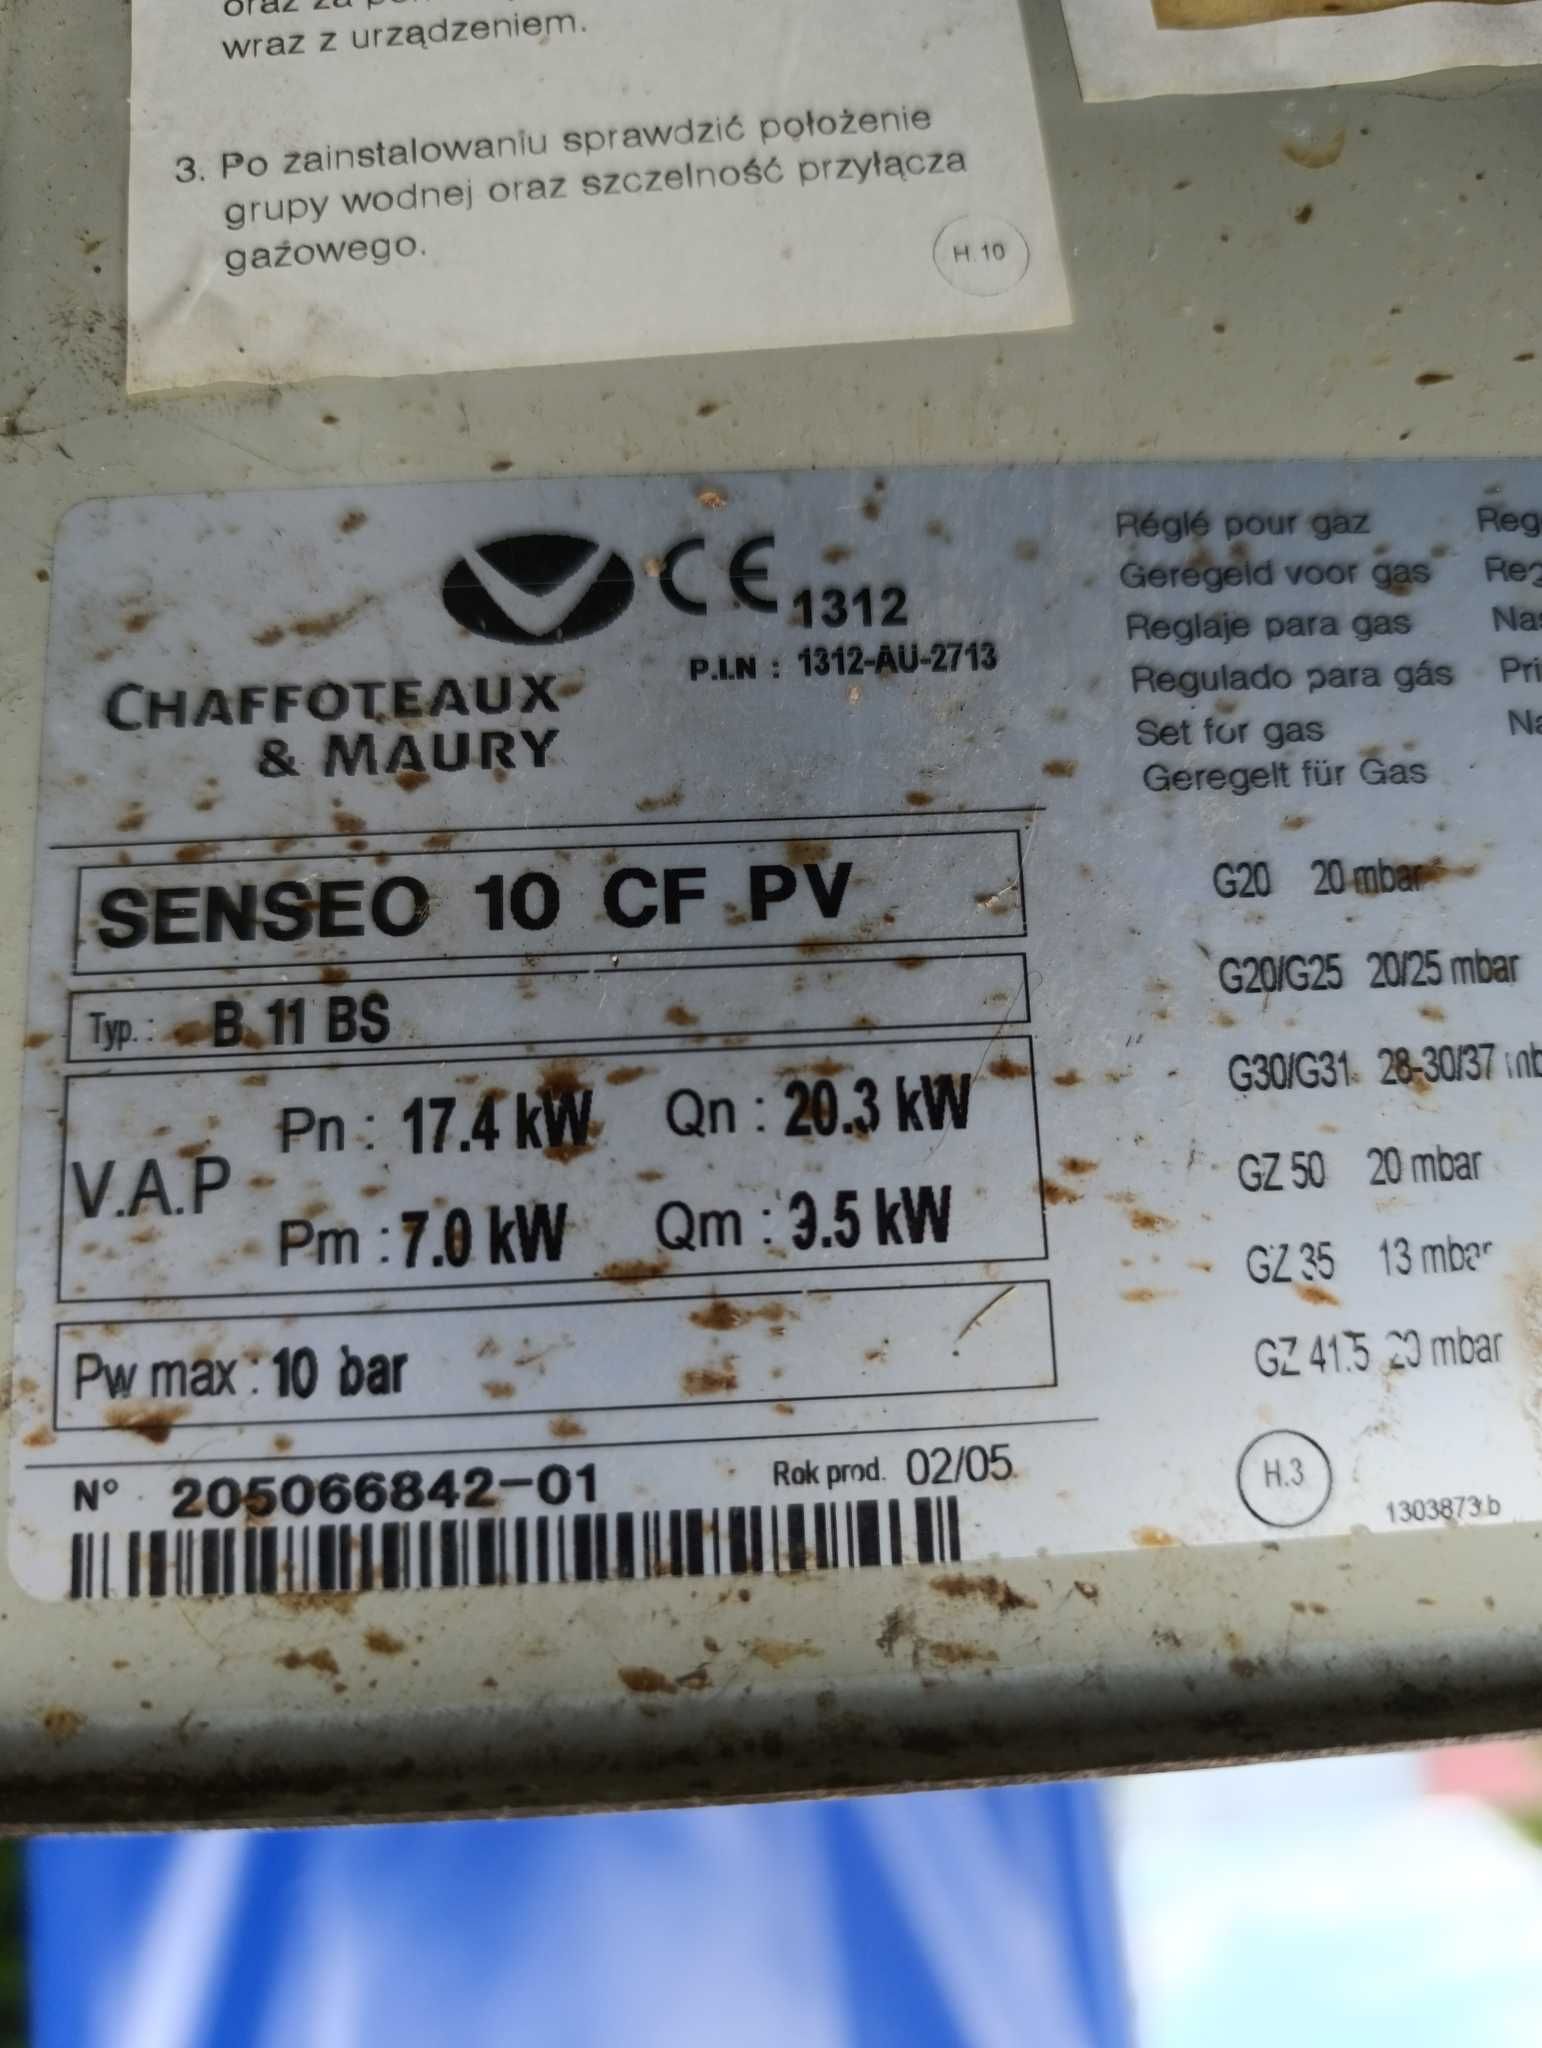 wraz z urządzeniem.
3. Po zainstalowaniu sprawdzić położenie
grupy wodnej oraz szczelność przyłącza
gazowego.
H.10
CE 1312
P.I.N : 1312-AU-2713
CHAFFOTEAUX
& MAURY
SENSEO 10 CF PV
Typ. : B 11 BS
V.A.P
Pn : 17.4 kW Qn : 20.3 kW
Pm : 7.0 kW Qm : 9.5 kW
Pw max : 10 bar
N° 205066842-01 Rok prod. 02/05
Réglé pour gaz
Geregeld voor gas
Reglaje para gas
Regulado para gás
Set for gas
Geregelt für Gas
G20 20 mbar
G20/G25 20/25 mbar
G30/G31 28-30/37
GZ 50 20 mbar
GZ 35 13 mbar
GZ 41.5 20 mbar
H.3
1303873 b